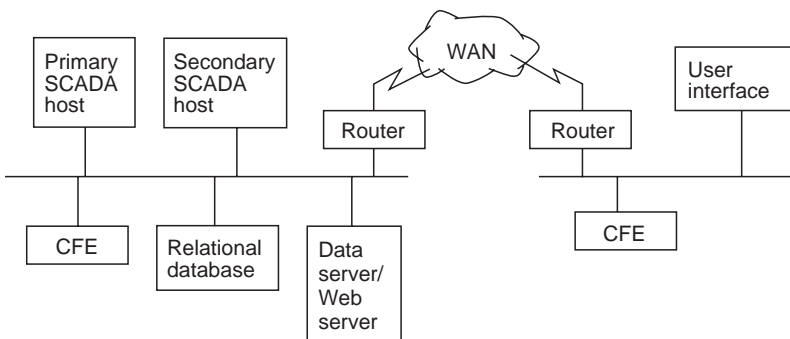 Primary
SCADA
host
Secondary
SCADA
host
WAN
User
interface
Router
Router
CFE
Relational
database
Data
server/
Web
server
CFE